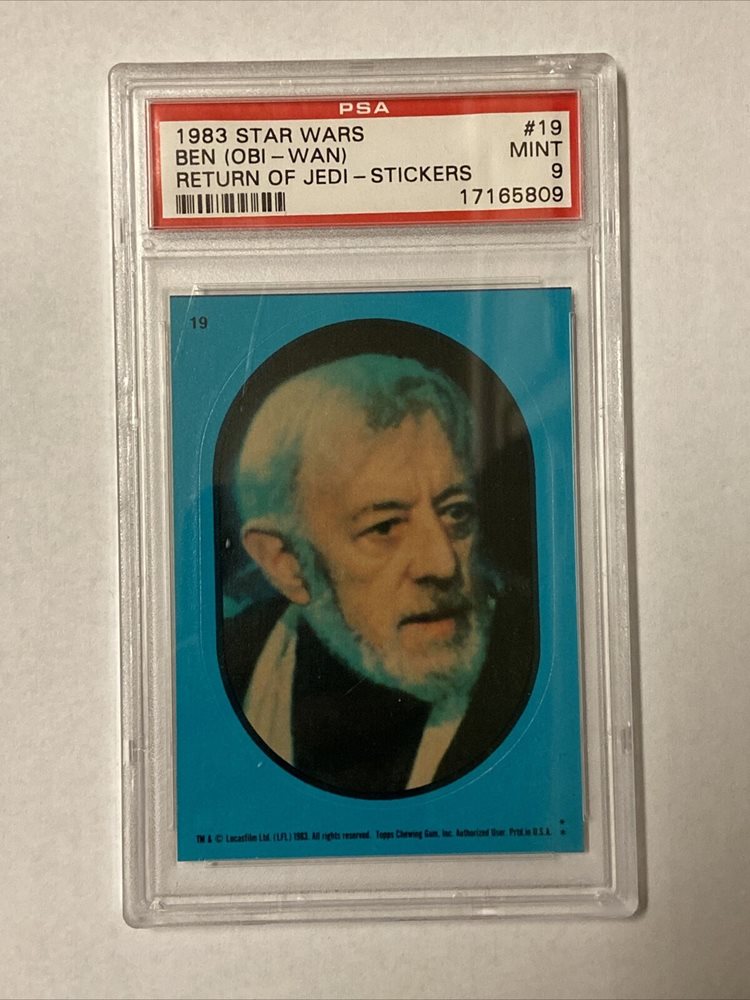 PSA
1983 STAR WARS #19
BEN (OBI-WAN) MINT
RETURN OF JEDI-STICKERS 9
17165809
19
TM & © Lucasfilm Ltd. (LFL) 1983. All rights reserved. Topps Chewing Gum, Inc. Authorized User. Prtd. in U.S.A. **